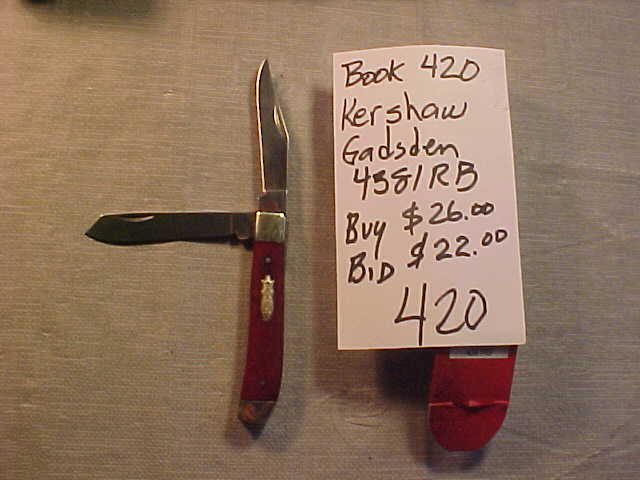 Book 420
Kershaw
Gadsden
4381RB
Buy $26.00
BiD $22.00
420